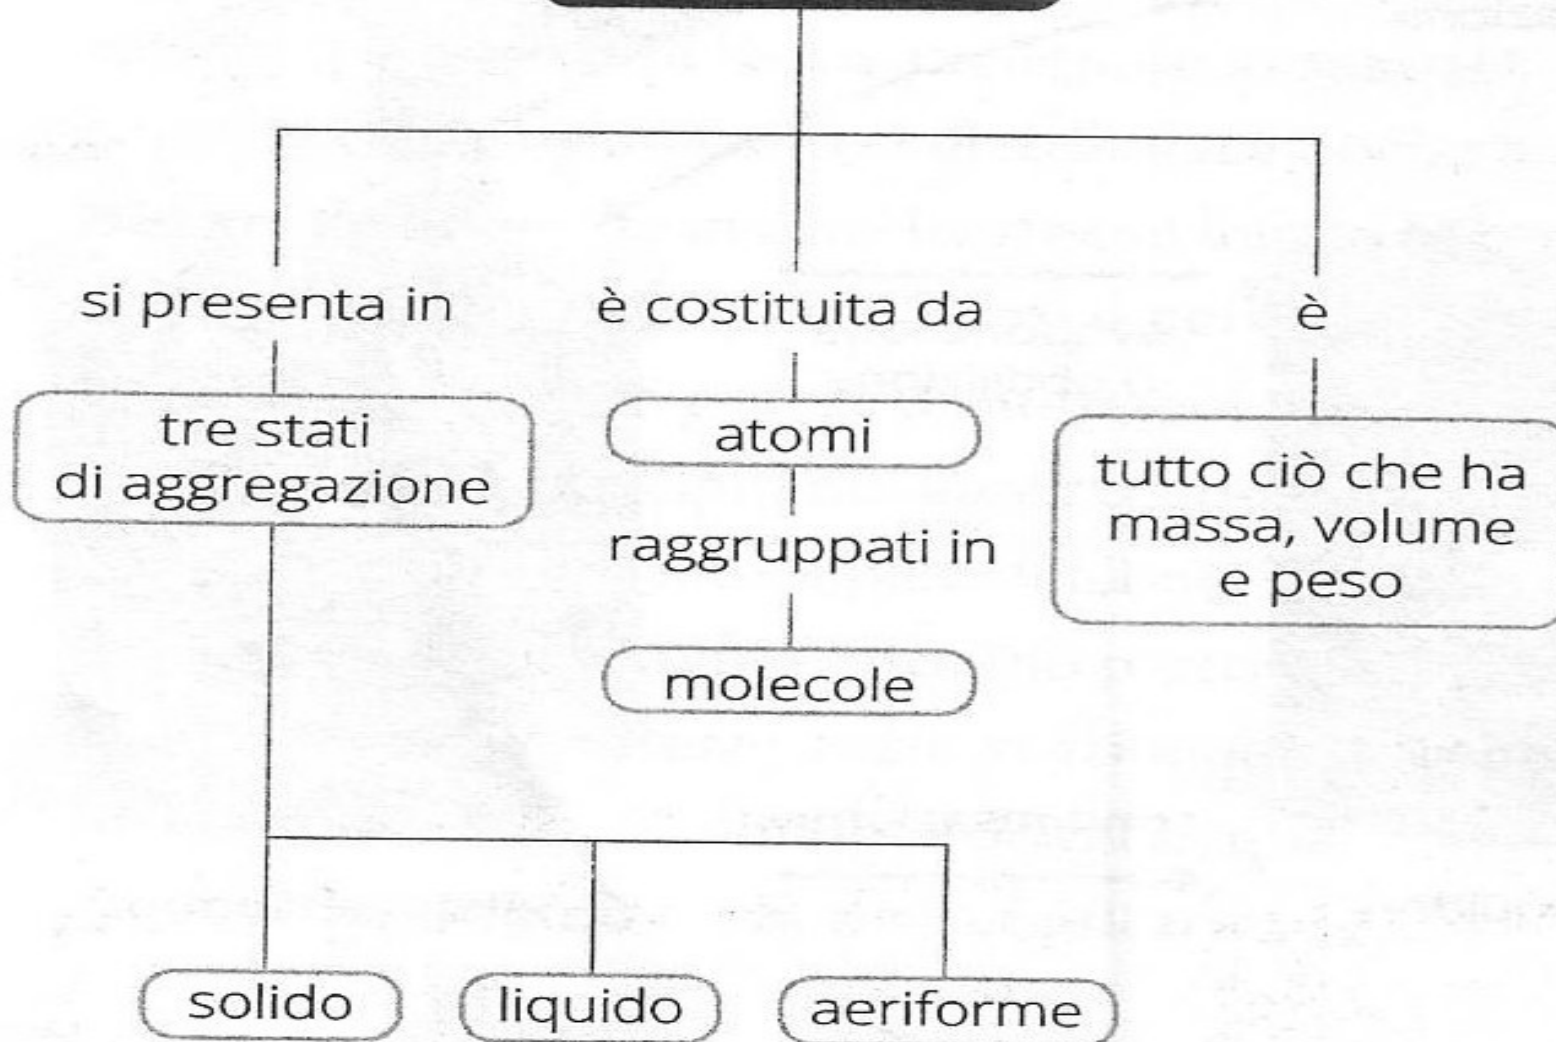 si presenta in
è costituita da
è
tre stati
di aggregazione
atomi
tutto ciò che ha
massa, volume
e peso
raggruppati in
molecole
solido
liquido
aeriforme